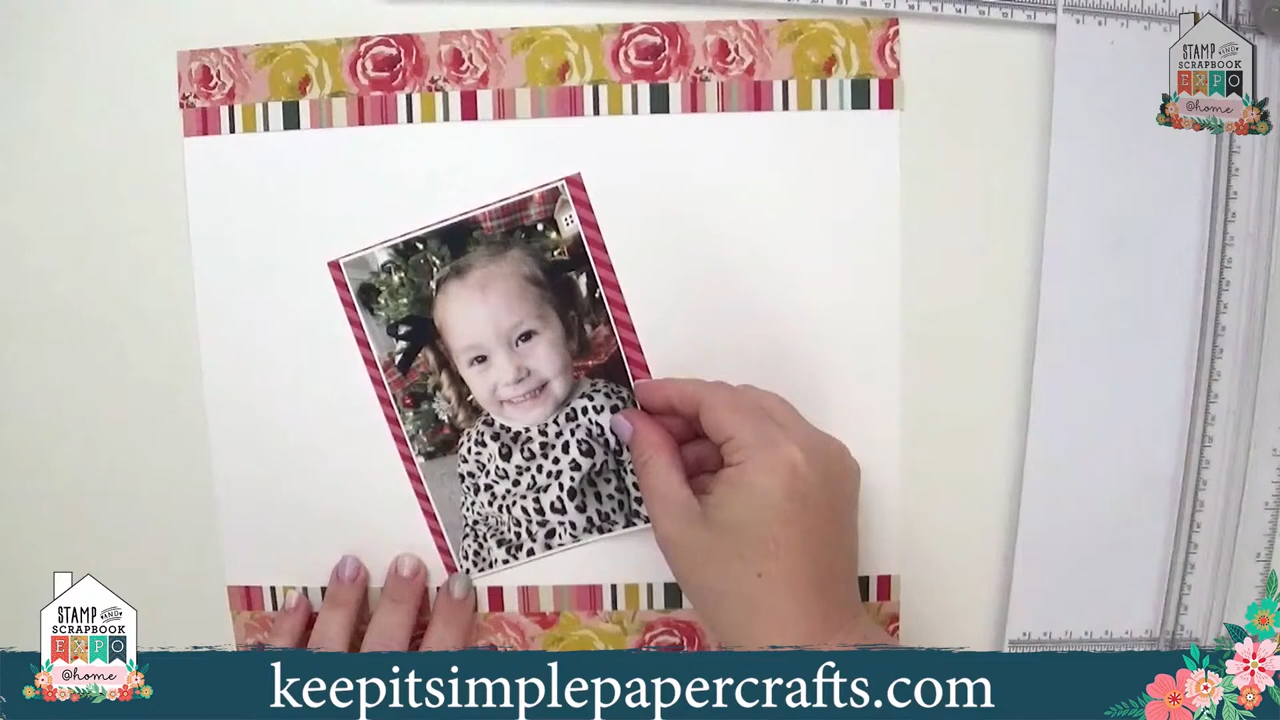 STAMP AND
SCRAPBOOK
EXPO
@home
STAMP AND
SCRAPBOOK
EXPO
@home
keepitsimplepapercrafts.com